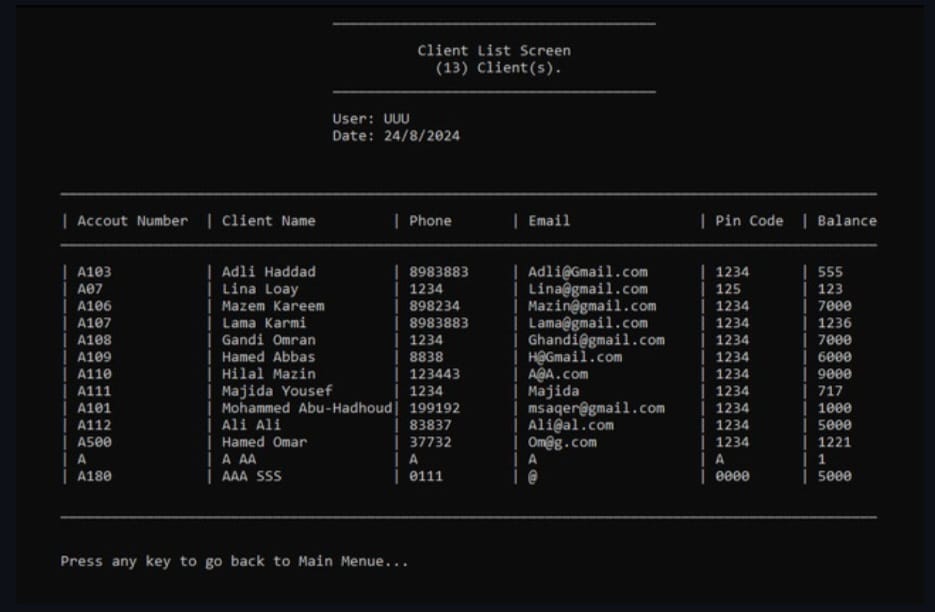 Client List Screen
(13) Client(s).
User: UUU
Date: 24/8/2024
| Accout Number | Client Name | Phone | Email | Pin Code | Balance
| A103 | Adli Haddad | 8983883 | Adli@Gmail.com | 1234 | 555
| A07 | Lina Loay | 1234 | Lina@gmail.com | 125 | 123
| A106 | Mazem Kareem | 898234 | Mazin@gmail.com | 1234 | 7000
| A107 | Lama Karmi | 8983883 | Lama@gmail.com | 1234 | 1236
| A108 | Gandi Omran | 1234 | Ghandi@gmail.com | 1234 | 7000
| A109 | Hamed Abbas | 8838 | H@Gmail.com | 1234 | 6000
| A110 | Hilal Mazin | 123443 | A@A.com | 1234 | 9000
| A111 | Majida Yousef | 1234 | Majida | 1234 | 717
| A101 | Mohammed Abu-Hadhoud| 199192 | msaqer@gmail.com | 1234 | 1000
| A112 | Ali Ali | 83837 | Ali@al.com | 1234 | 5000
| A500 | Hamed Omar | 37732 | Om@g.com | 1234 | 1221
| A | A AA | A | A | A | 1
| A180 | AAA SSS | 0111 | @ | 0000 | 5000
Press any key to go back to Main Menue...